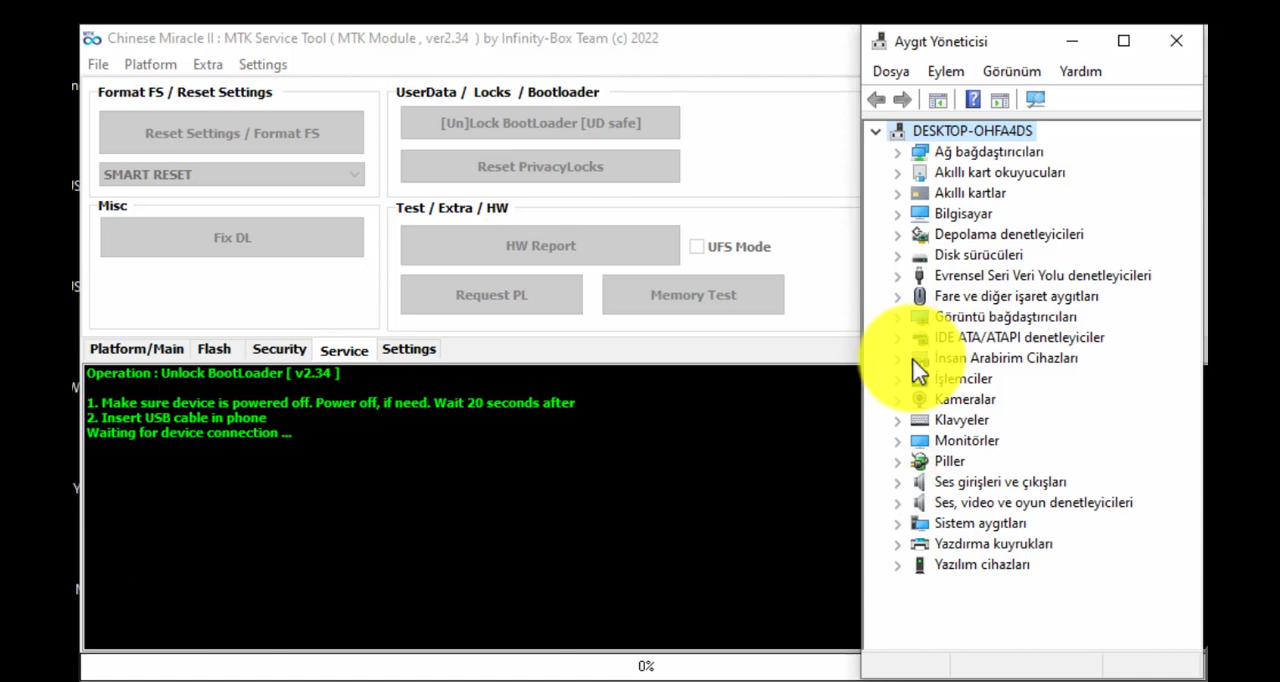 Chinese Miracle II : MTK Service Tool ( MTK Module , ver2.34 ) by Infinity-Box Team (c) 2022
File Platform Extra Settings
Format FS / Reset Settings
Reset Settings / Format FS
SMART RESET
Misc
Fix DL
UserData / Locks / Bootloader
[Un]Lock BootLoader [UD safe]
Reset PrivacyLocks
Test / Extra / HW
HW Report
UFS Mode
Request PL
Memory Test
Platform/Main Flash Security Service Settings
Operation : Unlock BootLoader [ v2.34 ]
1. Make sure device is powered off. Power off, if need. Wait 20 seconds after
2. Insert USB cable in phone
Waiting for device connection ...
0%
Aygıt Yöneticisi
Dosya Eylem Görünüm Yardım
DESKTOP-OHFA4DS
Ağ bağdaştırıcıları
Akıllı kart okuyucuları
Akıllı kartlar
Bilgisayar
Depolama denetleyicileri
Disk sürücüleri
Evrensel Seri Veri Yolu denetleyicileri
Fare ve diğer işaret aygıtları
Görüntü bağdaştırıcıları
IDE ATA/ATAPI denetleyiciler
İnsan Arabirim Cihazları
İşlemciler
Kameralar
Klavyeler
Monitörler
Piller
Ses girişleri ve çıkışları
Ses, video ve oyun denetleyicileri
Sistem aygıtları
Yazdırma kuyrukları
Yazılım cihazları